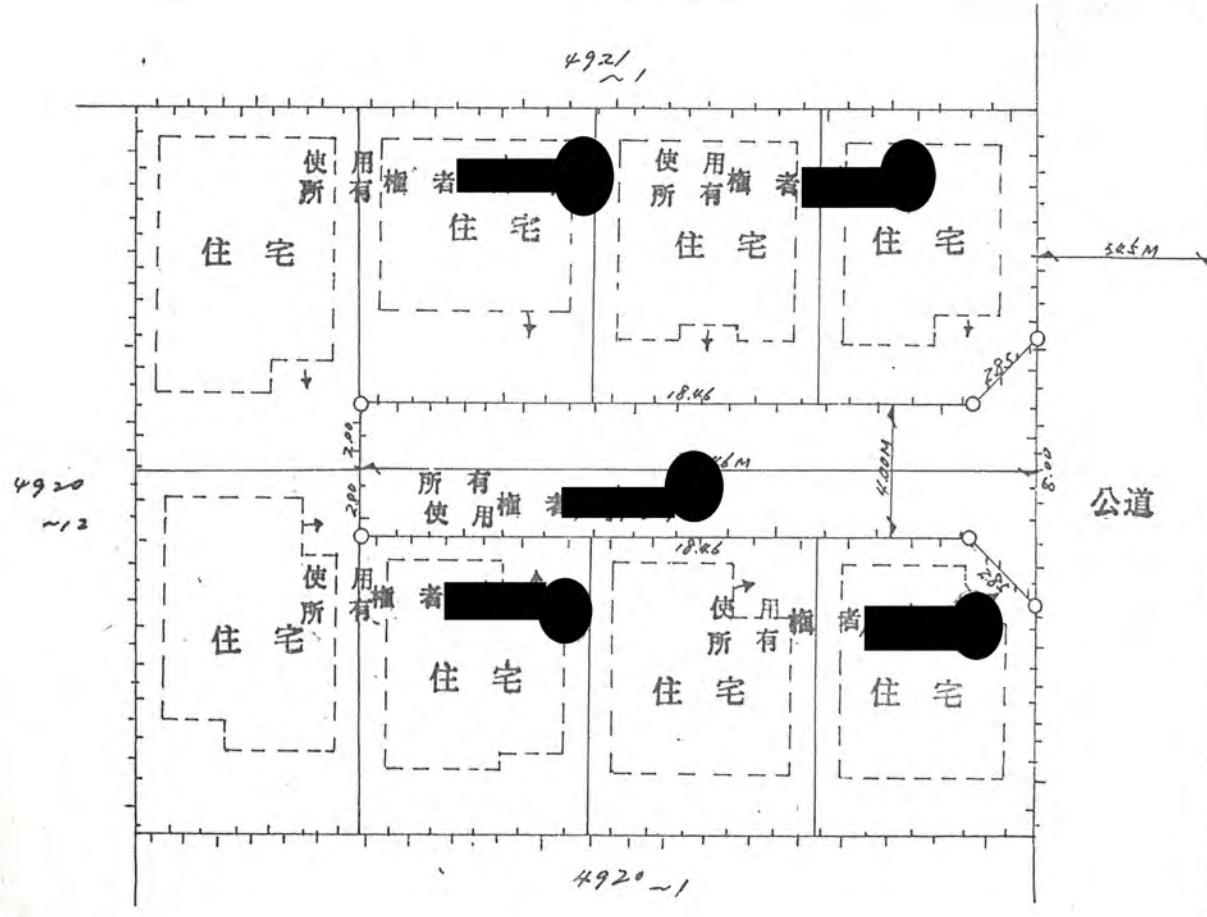 4921
~1
使用
所有権者
住宅
住宅
使用
所有権者
住宅
住宅
2.85
18.46
2.00
4.00M
8.00
4920
~12
2.00
所有
使用権者
公道
18.46
2.85
使用
所有権者
住宅
住宅
使用
所有権者
住宅
住宅
4920~1